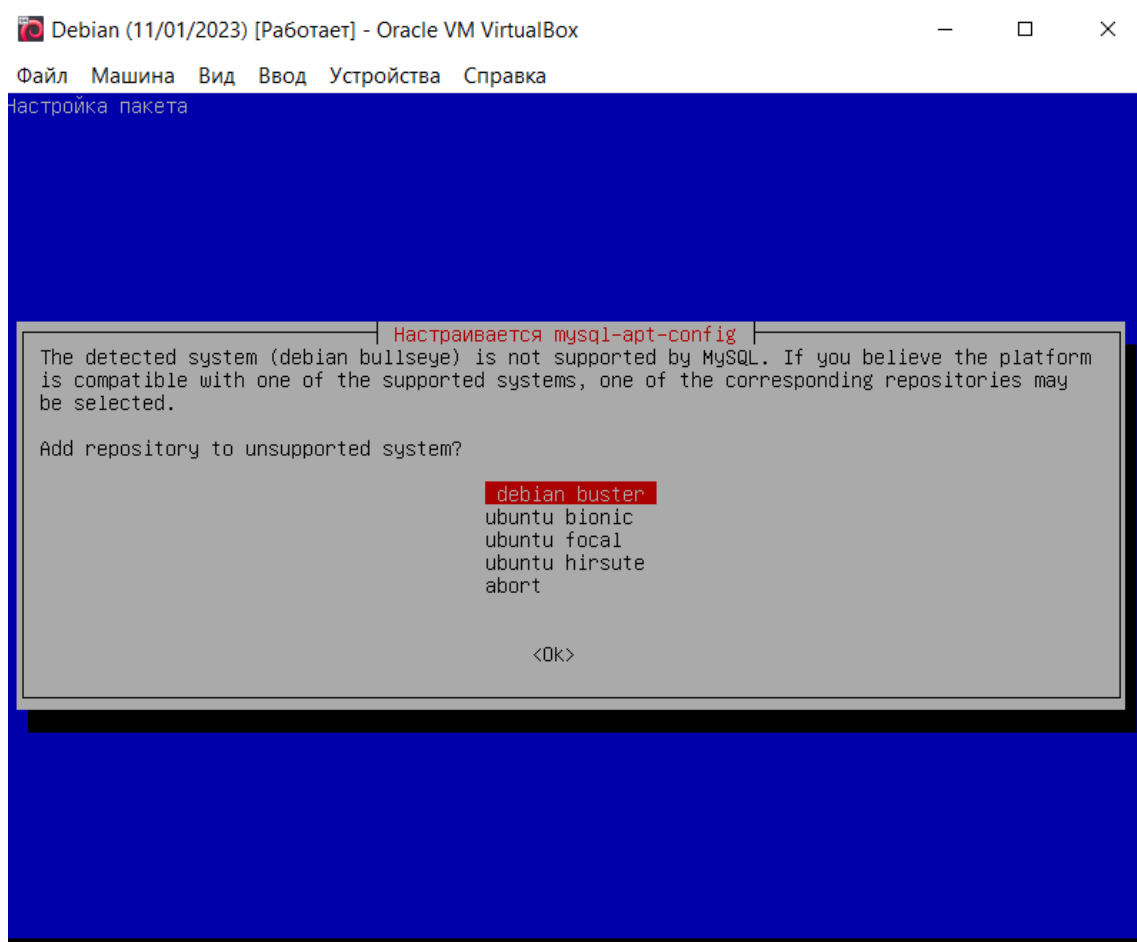 Debian (11/01/2023) [Работает] - Oracle VM VirtualBox
Файл Машина Вид Ввод Устройства Справка
Настройка пакета
Настраивается mysql-apt-config
The detected system (debian bullseye) is not supported by MySQL. If you believe the platform
is compatible with one of the supported systems, one of the corresponding repositories may
be selected.
Add repository to unsupported system?
debian buster
ubuntu bionic
ubuntu focal
ubuntu hirsute
abort
<Ok>